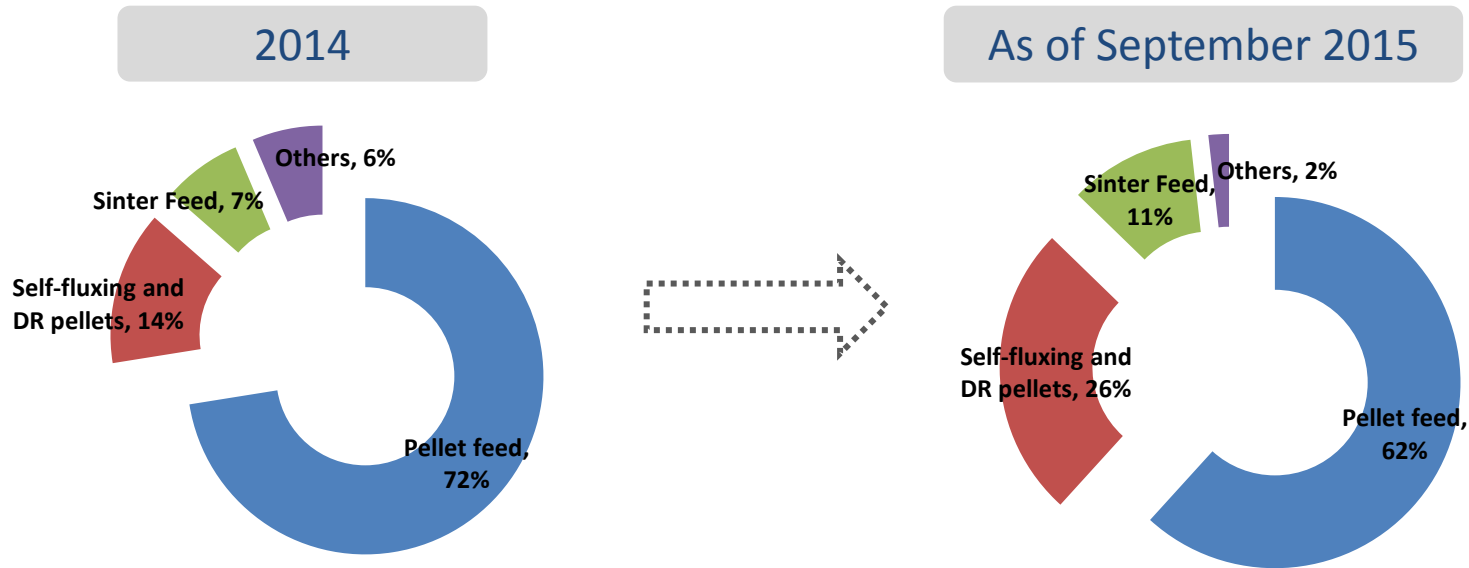 2014
As of September 2015
Others, 6%
Sinter Feed, 7%
Self-fluxing and
DR pellets, 14%
Pellet feed,
72%
Others, 2%
Sinter Feed,
11%
Self-fluxing and
DR pellets, 26%
Pellet feed,
62%